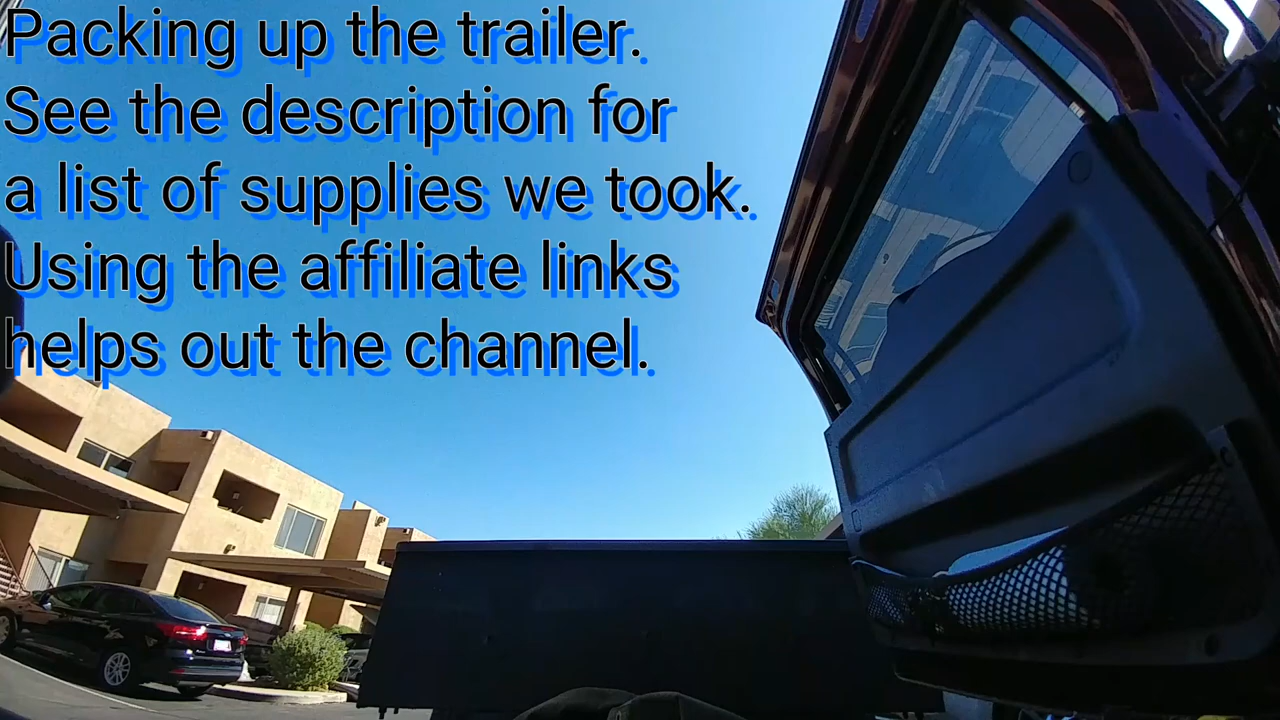 Packing up the trailer.
See the description for
a list of supplies we took.
Using the affiliate links
helps out the channel.